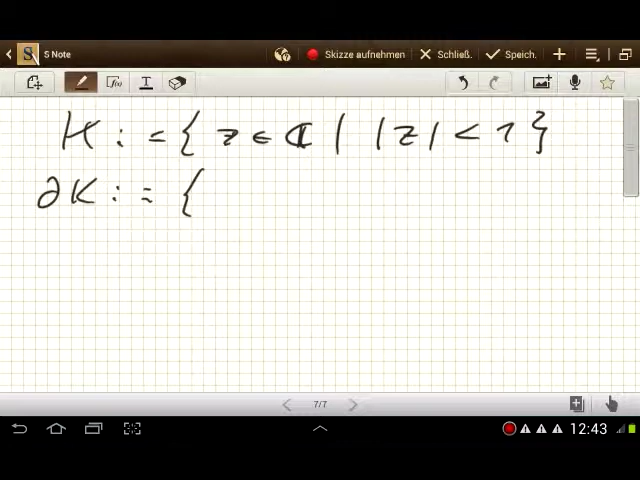 S Note
Skizze aufnehmen
Schließ.
Speich.
f(x)
T
K := { z ∈ ℂ | |z| < 1 }
∂K := {
7/7
12:43